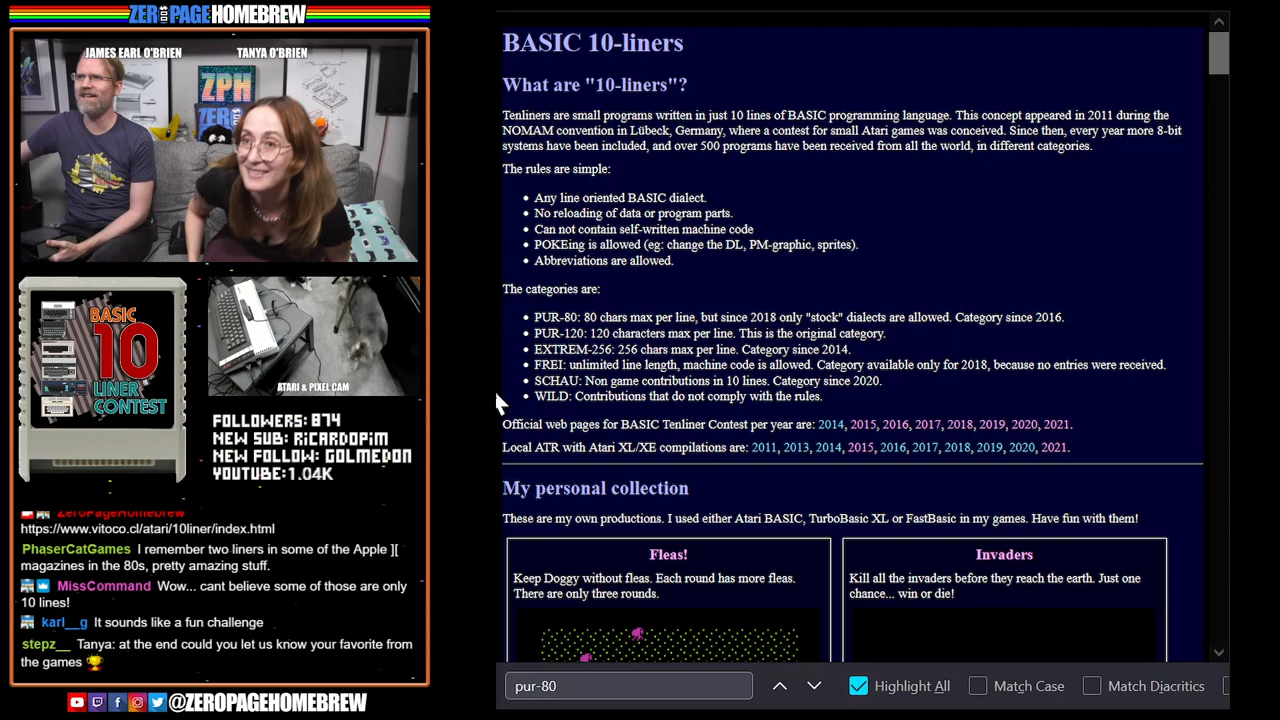 ZERO PAGE HOMEBREW
JAMES EARL O'BRIEN
TANYA O'BRIEN
ZPH
BASIC
10
LINER
CONTEST
ATARI & PIXEL CAM
FOLLOWERS: 874
NEW SUB: RICARDOPIM
NEW FOLLOW: GOLMEDON
YOUTUBE:1.04K
ZeroPageHomebrew
https://www.vitoco.cl/atari/10liner/index.html
PhaserCatGames I remember two liners in some of the Apple ][
magazines in the 80s, pretty amazing stuff.
MissCommand Wow... cant believe some of those are only
10 lines!
karl__g It sounds like a fun challenge
stepz__ Tanya: at the end could you let us know your favorite from
the games 🏆
@ZEROPAGEHOMEBREW
BASIC 10-liners
What are "10-liners"?
Tenliners are small programs written in just 10 lines of BASIC programming language. This concept appeared in 2011 during the
NOMAM convention in Lübeck, Germany, where a contest for small Atari games was conceived. Since then, every year more 8-bit
systems have been included, and over 500 programs have been received from all the world, in different categories.
The rules are simple:
• Any line oriented BASIC dialect.
• No reloading of data or program parts.
• Can not contain self-written machine code
• POKEing is allowed (eg: change the DL, PM-graphic, sprites).
• Abbreviations are allowed.
The categories are:
• PUR-80: 80 chars max per line, but since 2018 only "stock" dialects are allowed. Category since 2016.
• PUR-120: 120 characters max per line. This is the original category.
• EXTREM-256: 256 chars max per line. Category since 2014.
• FREI: unlimited line length, machine code is allowed. Category available only for 2018, because no entries were received.
• SCHAU: Non game contributions in 10 lines. Category since 2020.
• WILD: Contributions that do not comply with the rules.
Official web pages for BASIC Tenliner Contest per year are: 2014, 2015, 2016, 2017, 2018, 2019, 2020, 2021.
Local ATR with Atari XL/XE compilations are: 2011, 2013, 2014, 2015, 2016, 2017, 2018, 2019, 2020, 2021.
My personal collection
These are my own productions. I used either Atari BASIC, TurboBasic XL or FastBasic in my games. Have fun with them!
Fleas!
Keep Doggy without fleas. Each round has more fleas.
There are only three rounds.
Invaders
Kill all the invaders before they reach the earth. Just one
chance... win or die!
pur-80
Highlight All
Match Case
Match Diacritics